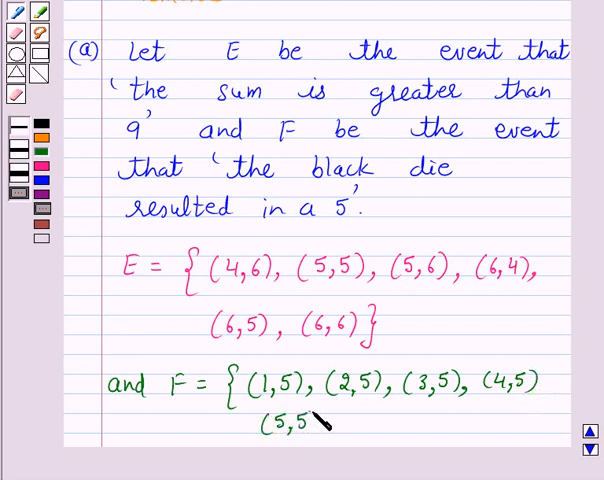 (a) Let E be the event that
'the sum is greater than
9' and F be the event
that 'the black die
resulted in a 5'.
E = { (4,6), (5,5), (5,6), (6,4),
(6,5), (6,6)}
and F = { (1,5), (2,5), (3,5), (4,5)
(5,5